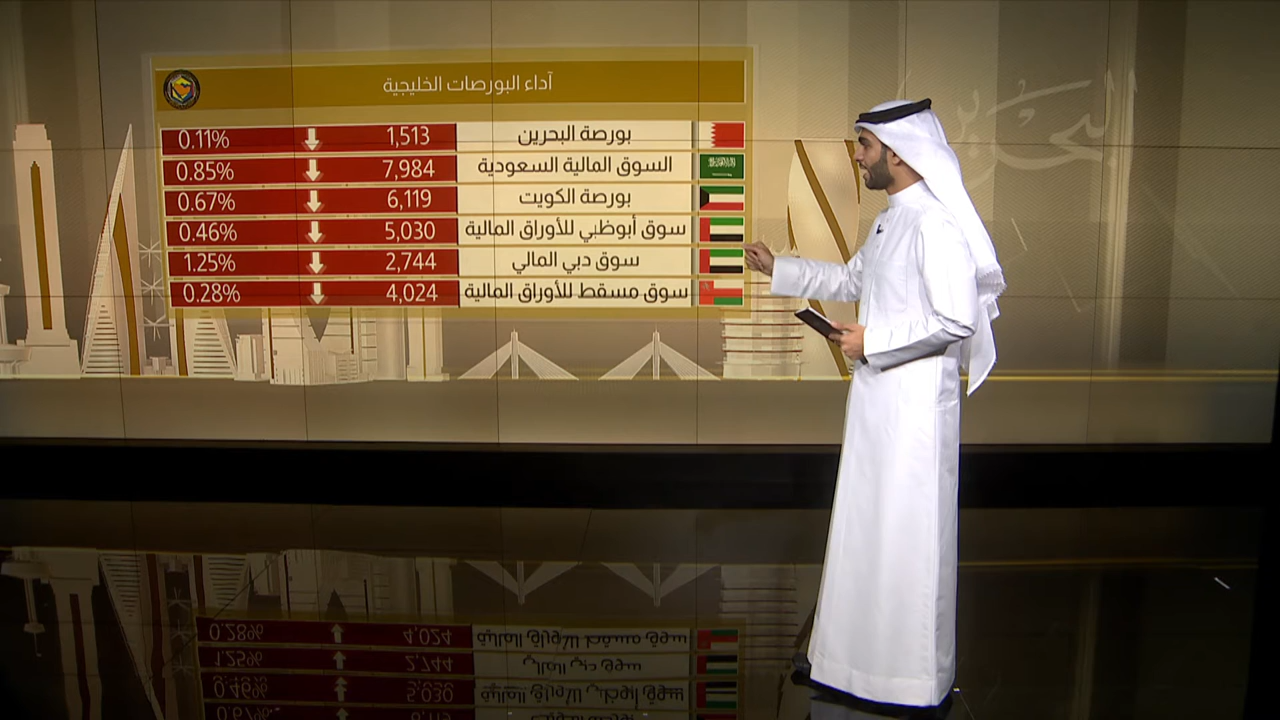 آداء البورصات الخليجية
بورصة البحرين 1,513 0.11%
السوق المالية السعودية 7,984 0.85%
بورصة الكويت 6,119 0.67%
سوق أبوظبي للأوراق المالية 5,030 0.46%
سوق دبي المالي 2,744 1.25%
سوق مسقط للأوراق المالية 4,024 0.28%
البحرين